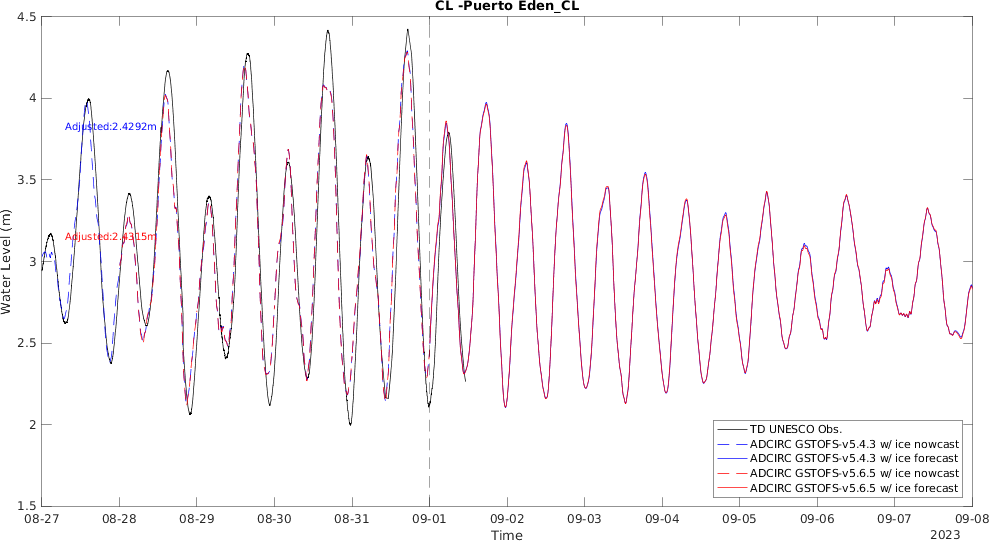 CL -Puerto Eden_CL
4.5
4
3.5
3
2.5
2
1.5
Water Level (m)
Adjusted:2.4292m
Adjusted:2.4315m
TD UNESCO Obs.
ADCIRC GSTOFS-v5.4.3 w/ ice nowcast
ADCIRC GSTOFS-v5.4.3 w/ ice forecast
ADCIRC GSTOFS-v5.6.5 w/ ice nowcast
ADCIRC GSTOFS-v5.6.5 w/ ice forecast
08-27 08-28 08-29 08-30 08-31 09-01 09-02 09-03 09-04 09-05 09-06 09-07 09-08
Time
2023